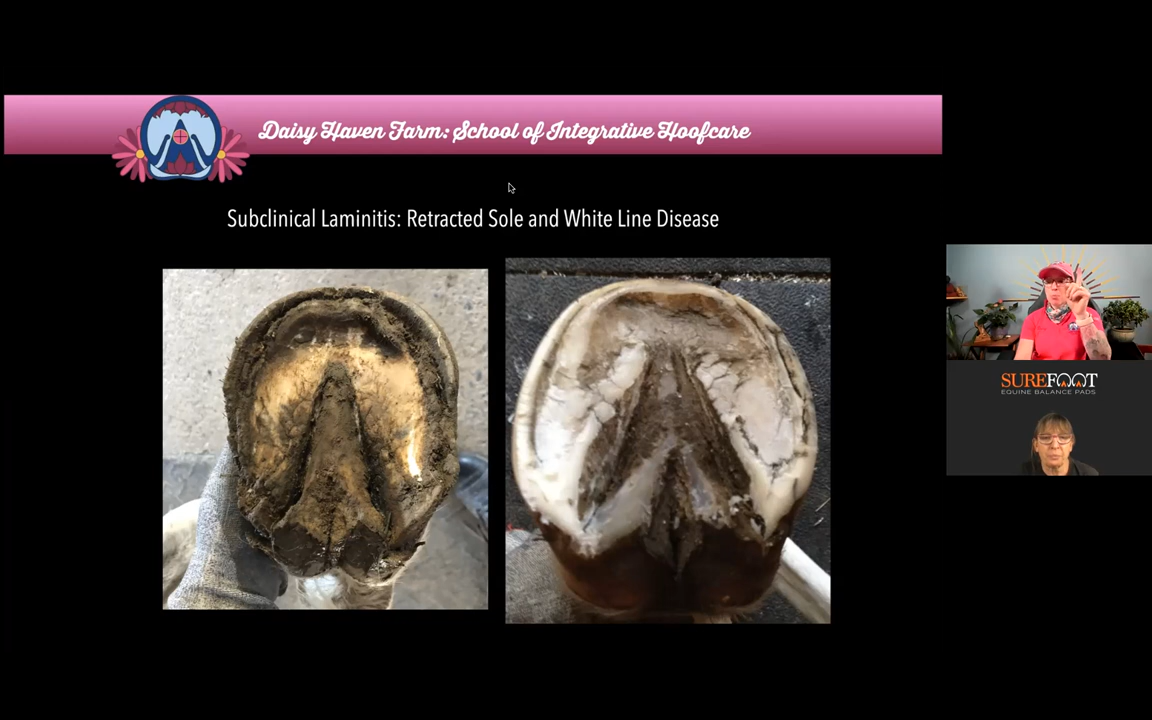 Daisy Haven Farm: School of Integrative Hoofcare
Subclinical Laminitis: Retracted Sole and White Line Disease
SUREFOOT
EQUINE BALANCE PADS